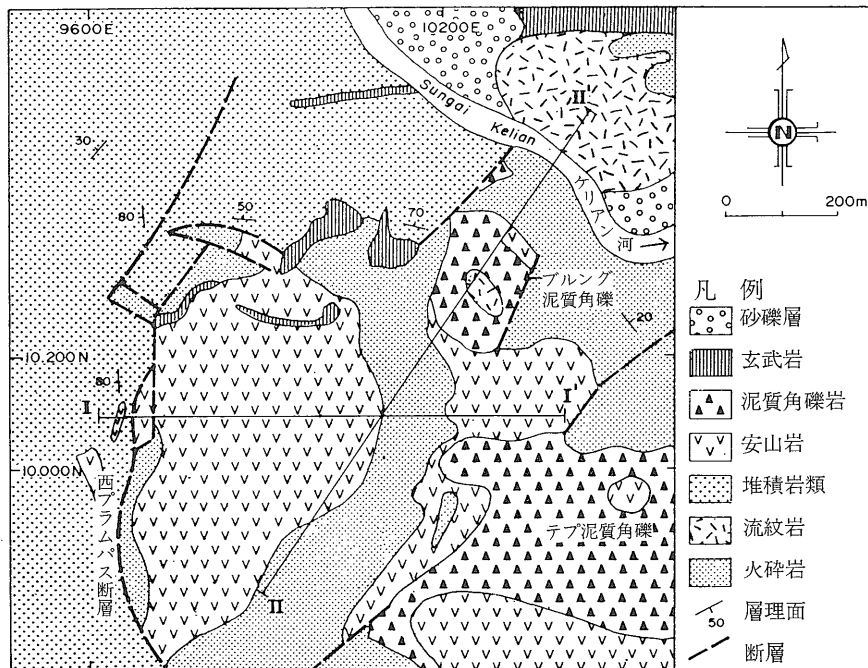 9600E
10200E
Sungai Kelian
ケリアン河
II'
30
80
50
70
N
0 200m
ブルング
泥質角礫
20
10.200N
80
I
I'
10.000N
西プラムパス断層
テプ泥質角礫
II
凡例
砂礫層
玄武岩
泥質角礫岩
安山岩
堆積岩類
流紋岩
火砕岩
50 層理面
断層